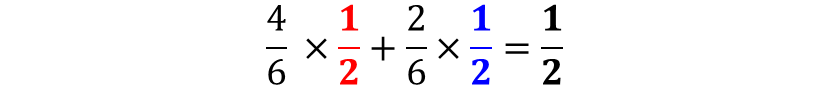 4/6 × 1/2 + 2/6 × 1/2 = 1/2